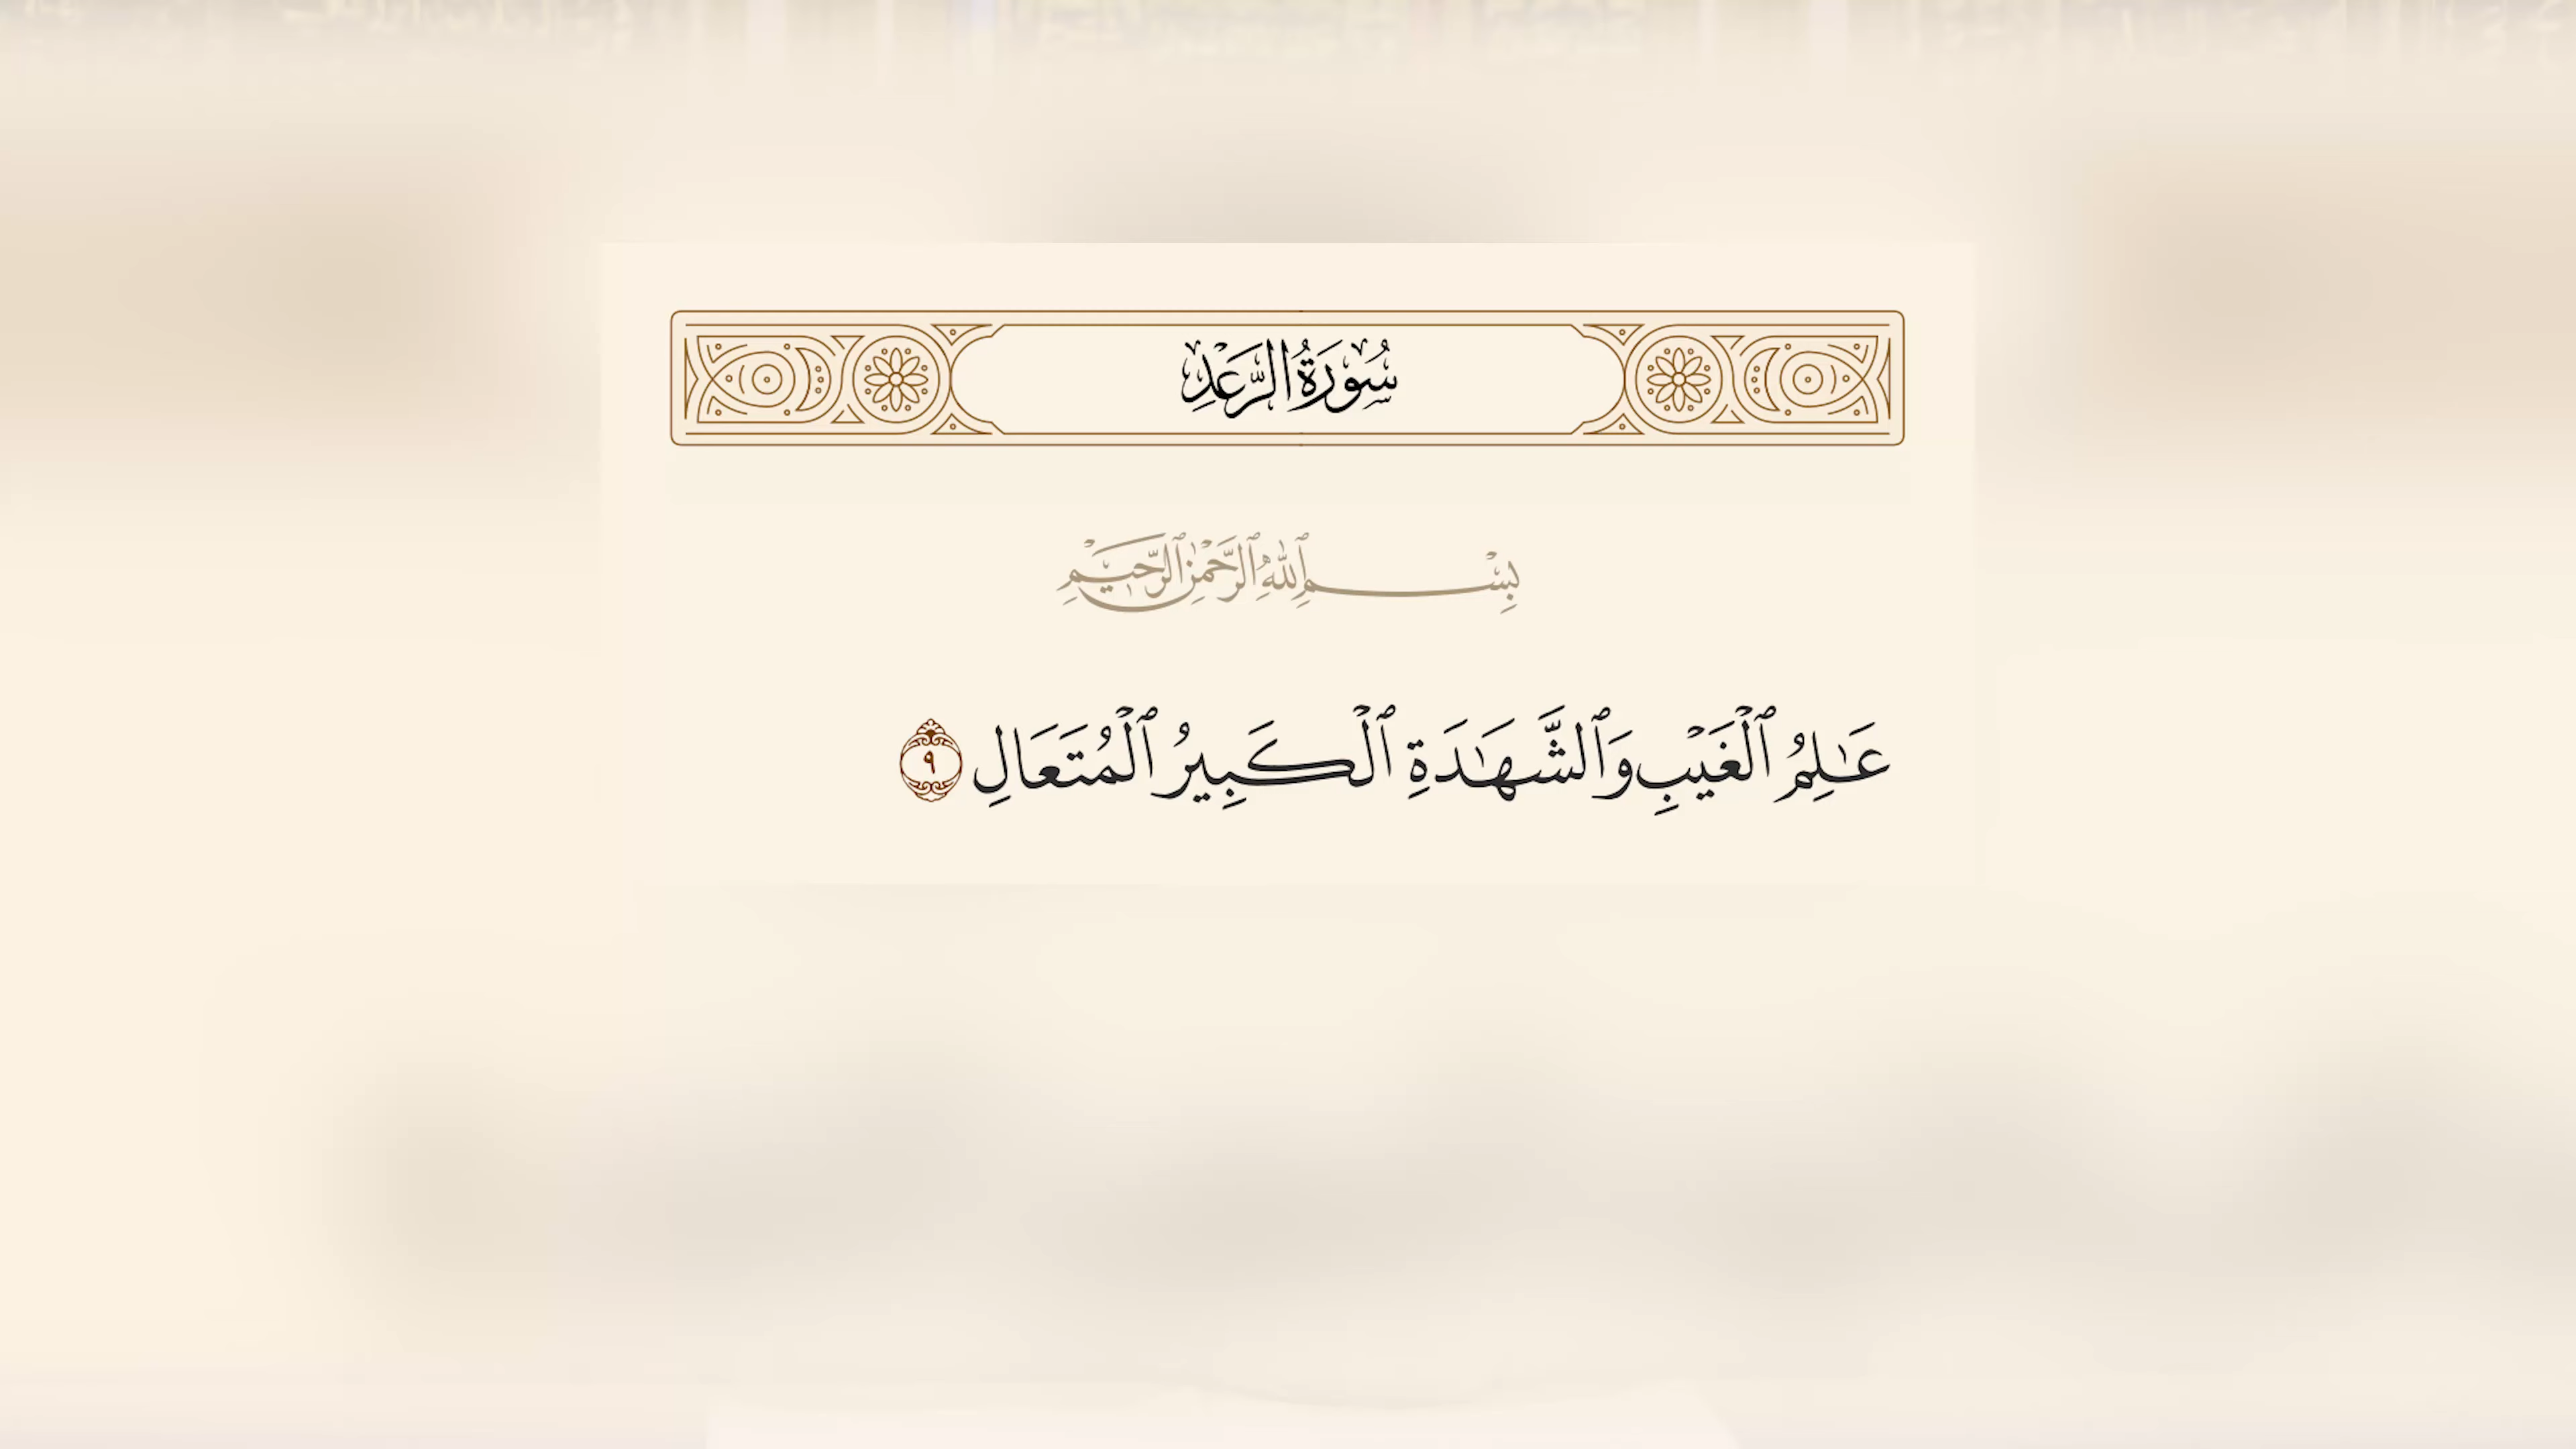 سُورَةُ الرَّعْدِ
بِسْمِ ٱللَّهِ ٱلرَّحْمَٰنِ ٱلرَّحِيمِ
عَـٰلِمُ ٱلْغَيْبِ وَٱلشَّهَـٰدَةِ ٱلْكَبِيرُ ٱلْمُتَعَالِ ٩